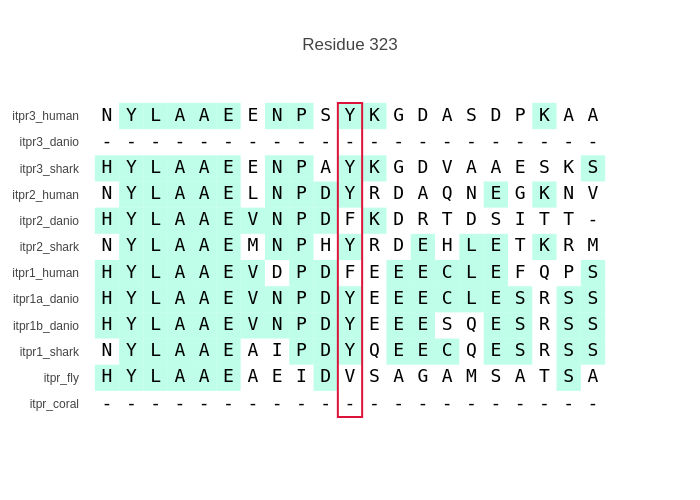 Residue 323
itpr3_human N Y L A A E E N P S Y K G D A S D P K A A
itpr3_danio - - - - - - - - - - - - - - - - - - - - -
itpr3_shark H Y L A A E E N P A Y K G D V A A E S K S
itpr2_human N Y L A A E L N P D Y R D A Q N E G K N V
itpr2_danio H Y L A A E V N P D F K D R T D S I T T -
itpr2_shark N Y L A A E M N P H Y R D E H L E T K R M
itpr1_human H Y L A A E V D P D F E E E C L E F Q P S
itpr1a_danio H Y L A A E V N P D Y E E E C L E S R S S
itpr1b_danio H Y L A A E V N P D Y E E E S Q E S R S S
itpr1_shark N Y L A A E A I P D Y Q E E C Q E S R S S
itpr_fly H Y L A A E A E I D V S A G A M S A T S A
itpr_coral - - - - - - - - - - - - - - - - - - - - -